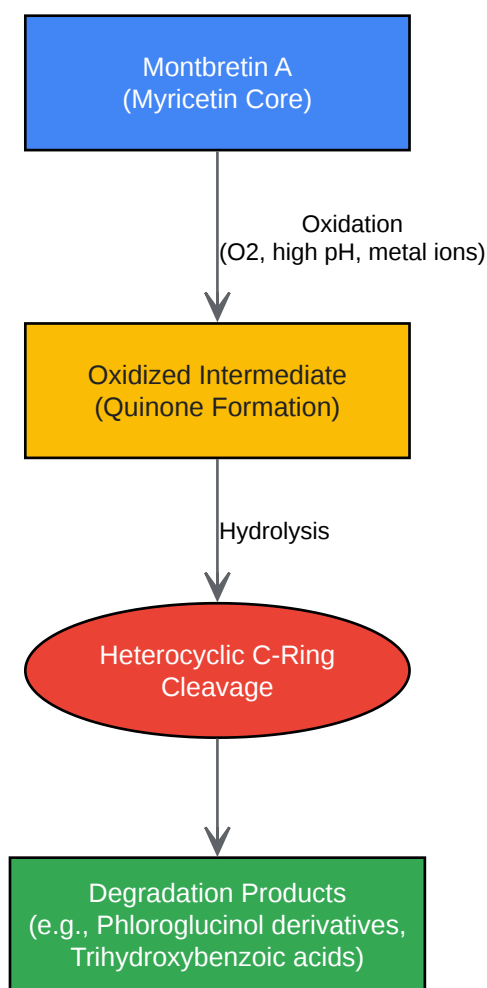 Montbretin A
(Myricetin Core)
Oxidation
(O2, high pH, metal ions)
Oxidized Intermediate
(Quinone Formation)
Hydrolysis
Heterocyclic C-Ring
Cleavage
Degradation Products
(e.g., Phloroglucinol derivatives,
Trihydroxybenzoic acids)